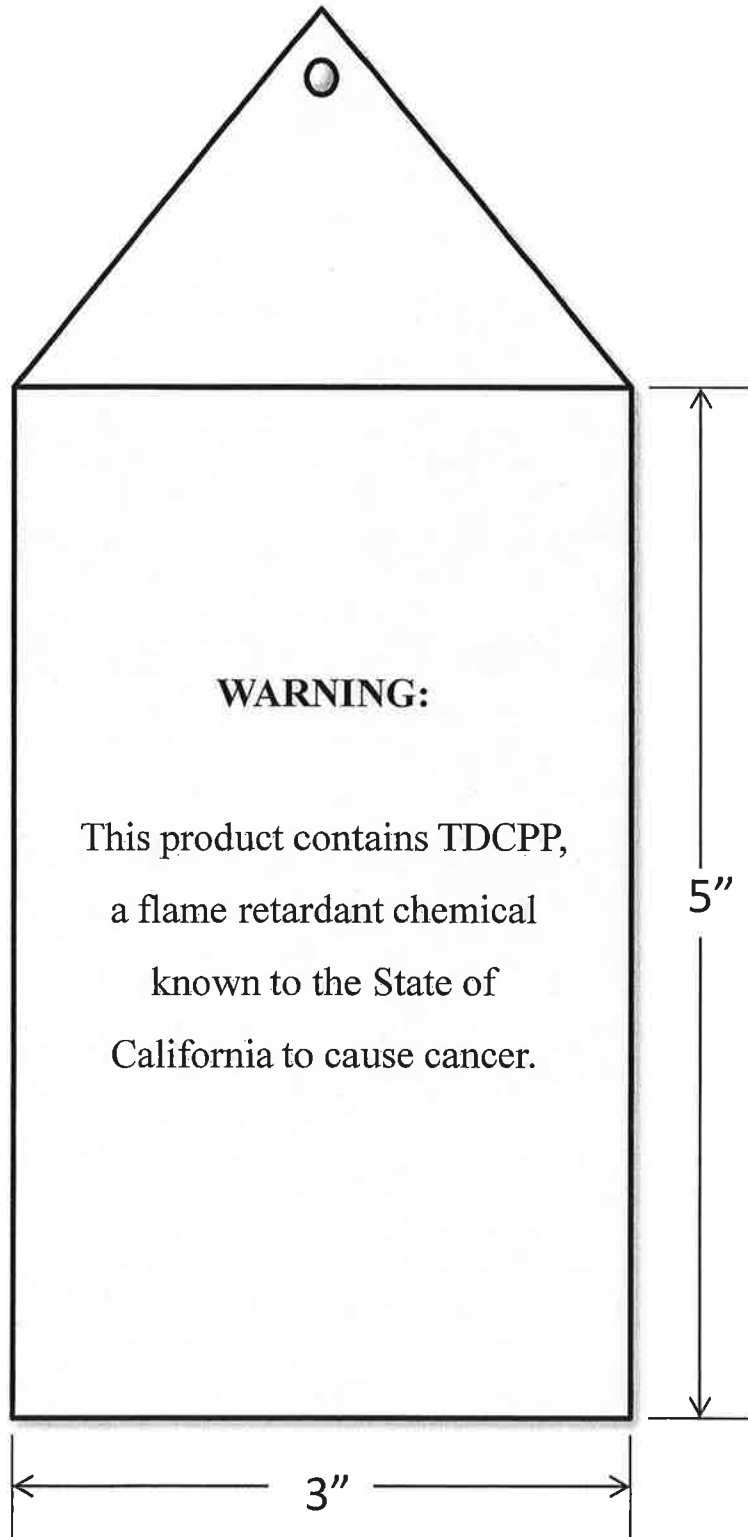 WARNING:
This product contains TDCPP,
a flame retardant chemical
known to the State of
California to cause cancer.
5"
3"